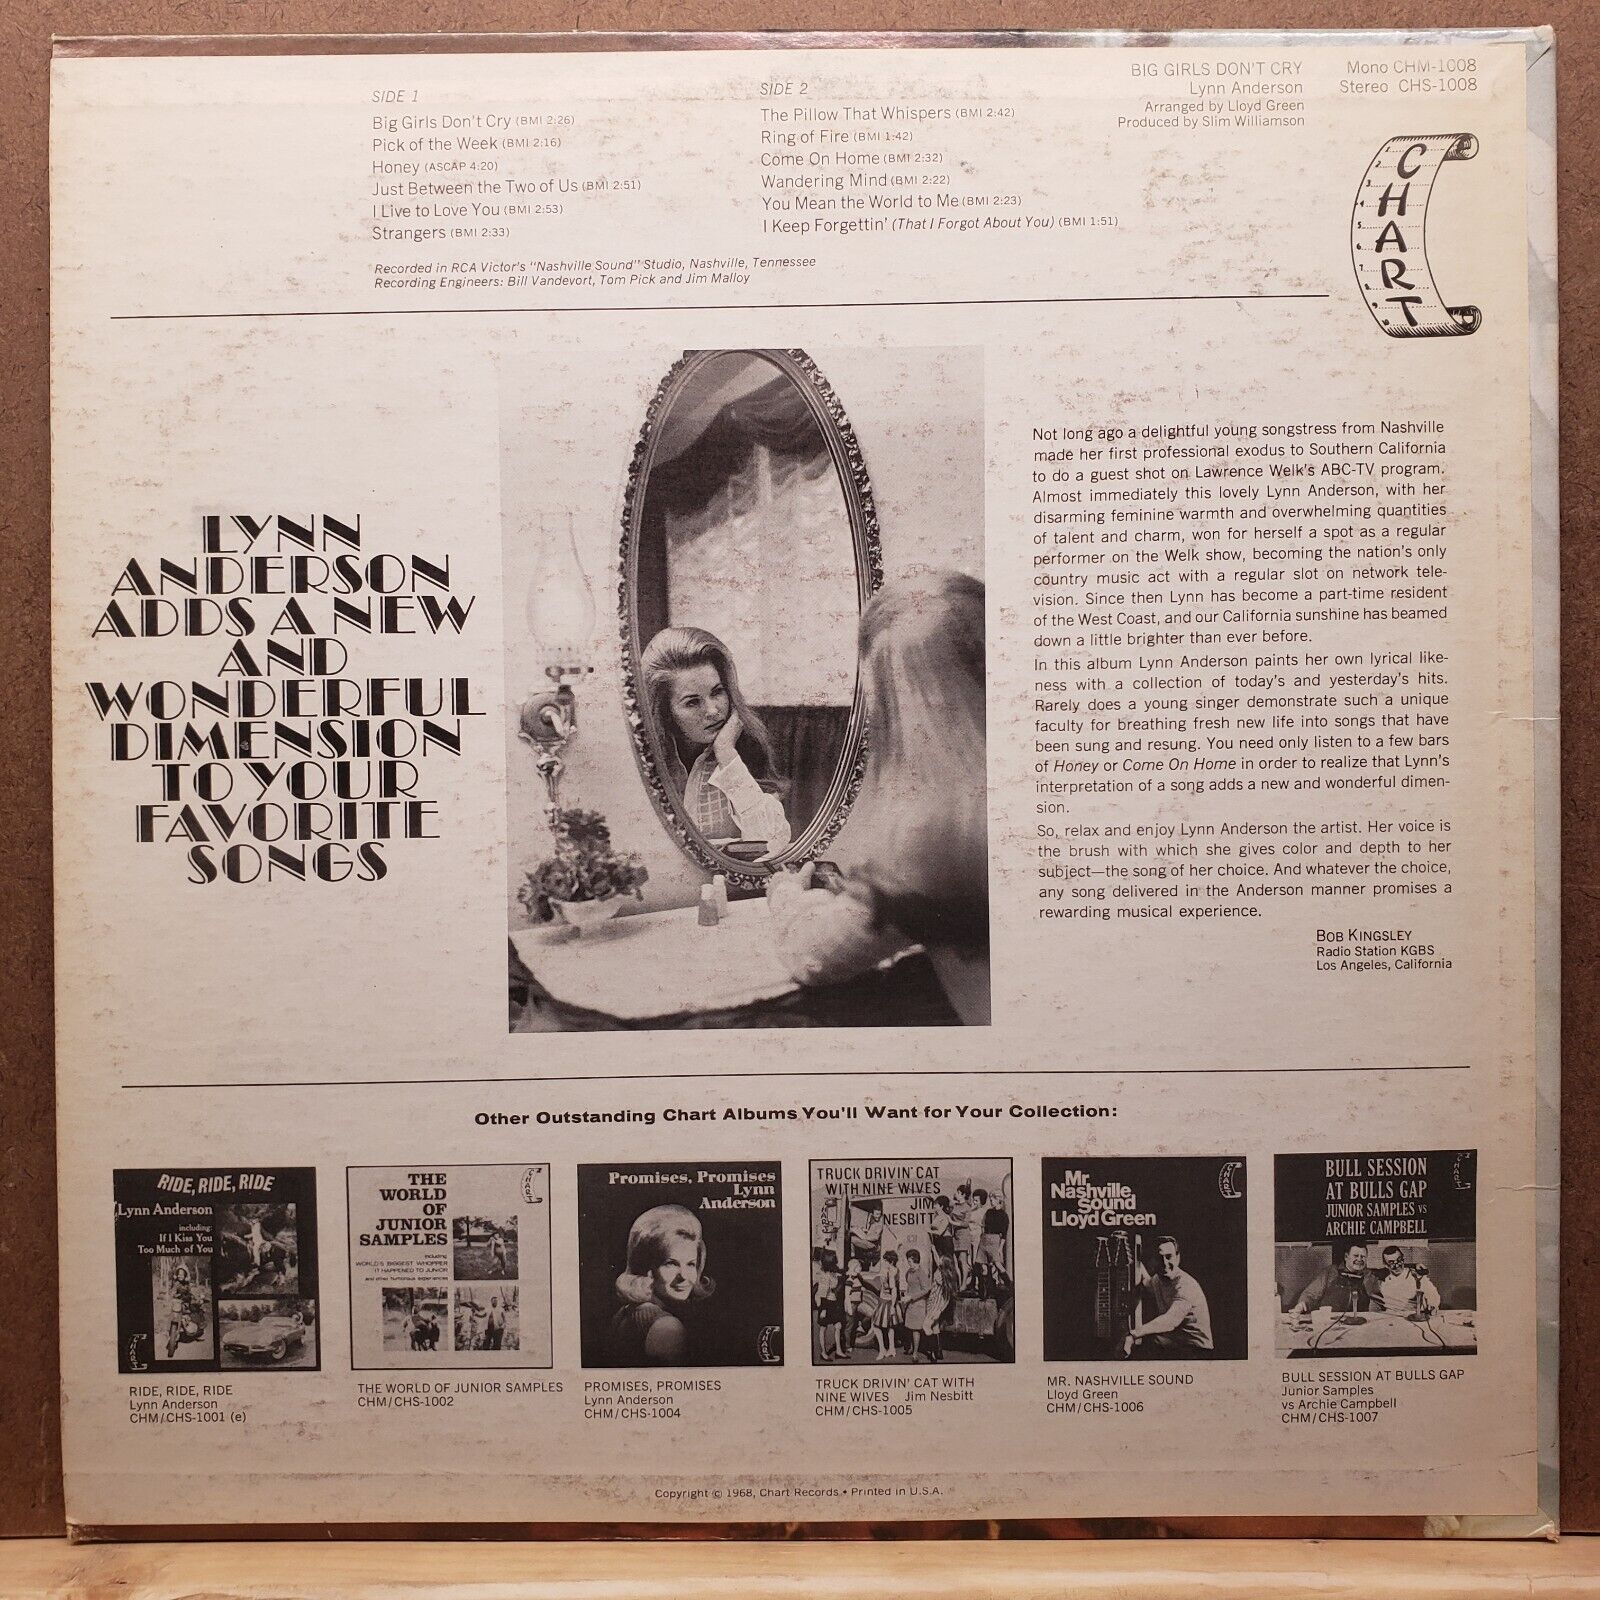 SIDE 1
Big Girls Don't Cry (BMI 2:26)
Pick of the Week (BMI 2:16)
Honey (ASCAP 4:20)
Just Between the Two of Us (BMI 2:51)
I Live to Love You (BMI 2:53)
Strangers (BMI 2:33)
SIDE 2
The Pillow That Whispers (BMI 2:42)
Ring of Fire (BMI 1:42)
Come On Home (BMI 2:32)
Wandering Mind (BMI 2:22)
You Mean the World to Me (BMI 2:23)
I Keep Forgettin' (That I Forgot About You) (BMI 1:51)
BIG GIRLS DON'T CRY
Lynn Anderson
Arranged by Lloyd Green
Produced by Slim Williamson
Mono CHM-1008
Stereo CHS-1008
CHART
Recorded in RCA Victor's "Nashville Sound" Studio, Nashville, Tennessee
Recording Engineers: Bill Vandevort, Tom Pick and Jim Malloy
LYNN
ANDERSON
ADDS A NEW
AND
WONDERFUL
DIMENSION
TO YOUR
FAVORITE
SONGS
Not long ago a delightful young songstress from Nashville
made her first professional exodus to Southern California
to do a guest shot on Lawrence Welk's ABC-TV program.
Almost immediately this lovely Lynn Anderson, with her
disarming feminine warmth and overwhelming quantities
of talent and charm, won for herself a spot as a regular
performer on the Welk show, becoming the nation's only
country music act with a regular slot on network tele-
vision. Since then Lynn has become a part-time resident
of the West Coast, and our California sunshine has beamed
down a little brighter than ever before.
In this album Lynn Anderson paints her own lyrical like-
ness with a collection of today's and yesterday's hits.
Rarely does a young singer demonstrate such a unique
faculty for breathing fresh new life into songs that have
been sung and resung. You need only listen to a few bars
of Honey or Come On Home in order to realize that Lynn's
interpretation of a song adds a new and wonderful dimen-
sion.
So, relax and enjoy Lynn Anderson the artist. Her voice is
the brush with which she gives color and depth to her
subject—the song of her choice. And whatever the choice,
any song delivered in the Anderson manner promises a
rewarding musical experience.
BOB KINGSLEY
Radio Station KGBS
Los Angeles, California
Other Outstanding Chart Albums You'll Want for Your Collection:
RIDE, RIDE, RIDE
Lynn Anderson
including:
If I Kiss You
Too Much of You
CHART
RIDE, RIDE, RIDE
Lynn Anderson
CHM/CHS-1001 (e)
THE
WORLD
OF
JUNIOR
SAMPLES
including
WORLD'S BIGGEST WHOPPER
IT HAPPENED TO JUNIOR
and other humorous experiences
CHART
THE WORLD OF JUNIOR SAMPLES
CHM/CHS-1002
Promises, Promises
Lynn
Anderson
CHART
PROMISES, PROMISES
Lynn Anderson
CHM/CHS-1004
TRUCK DRIVIN' CAT
WITH NINE WIVES
JIM
NESBITT
CHART
TRUCK DRIVIN' CAT WITH
NINE WIVES Jim Nesbitt
CHM/CHS-1005
Mr.
Nashville
Sound
Lloyd Green
CHART
MR. NASHVILLE SOUND
Lloyd Green
CHM/CHS-1006
BULL SESSION
AT BULLS GAP
JUNIOR SAMPLES VS
ARCHIE CAMPBELL
CHART
BULL SESSION AT BULLS GAP
Junior Samples
vs Archie Campbell
CHM/CHS-1007
Copyright © 1968, Chart Records • Printed in U.S.A.